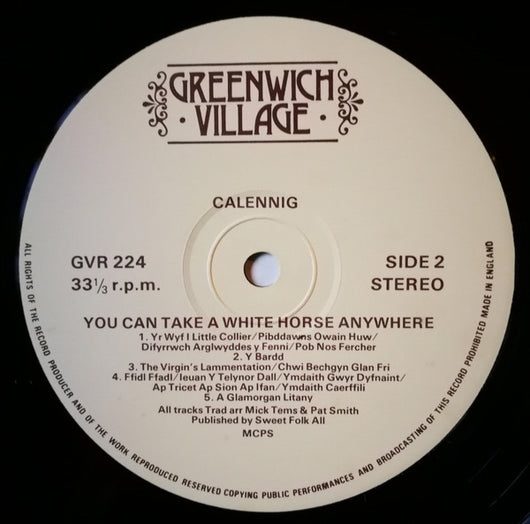 GREENWICH
· VILLAGE ·
CALENNIG
GVR 224
33⅓ r.p.m.
SIDE 2
STEREO
YOU CAN TAKE A WHITE HORSE ANYWHERE
1. Yr Wyf I Little Collier/Pibddawns Owain Huw/
Difyrrwch Arglwyddes y Fenni/Pob Nos Fercher
2. Y Bardd
3. The Virgin's Lammentation/Chwi Bechgyn Glan Fri
4. Ffidl Ffadl/Ieuan Y Telynor Dall/Ymdaith Gwyr Dyfnaint/
Ap Tricet Ap Sion Ap Ifan/Ymdaith Caerffili
5. A Glamorgan Litany
All tracks Trad arr Mick Tems & Pat Smith
Published by Sweet Folk All
MCPS
ALL RIGHTS OF THE RECORD PRODUCER AND OF THE WORK REPRODUCED RESERVED COPYING PUBLIC PERFORMANCES AND BROADCASTING OF THIS RECORD PROHIBITED MADE IN ENGLAND